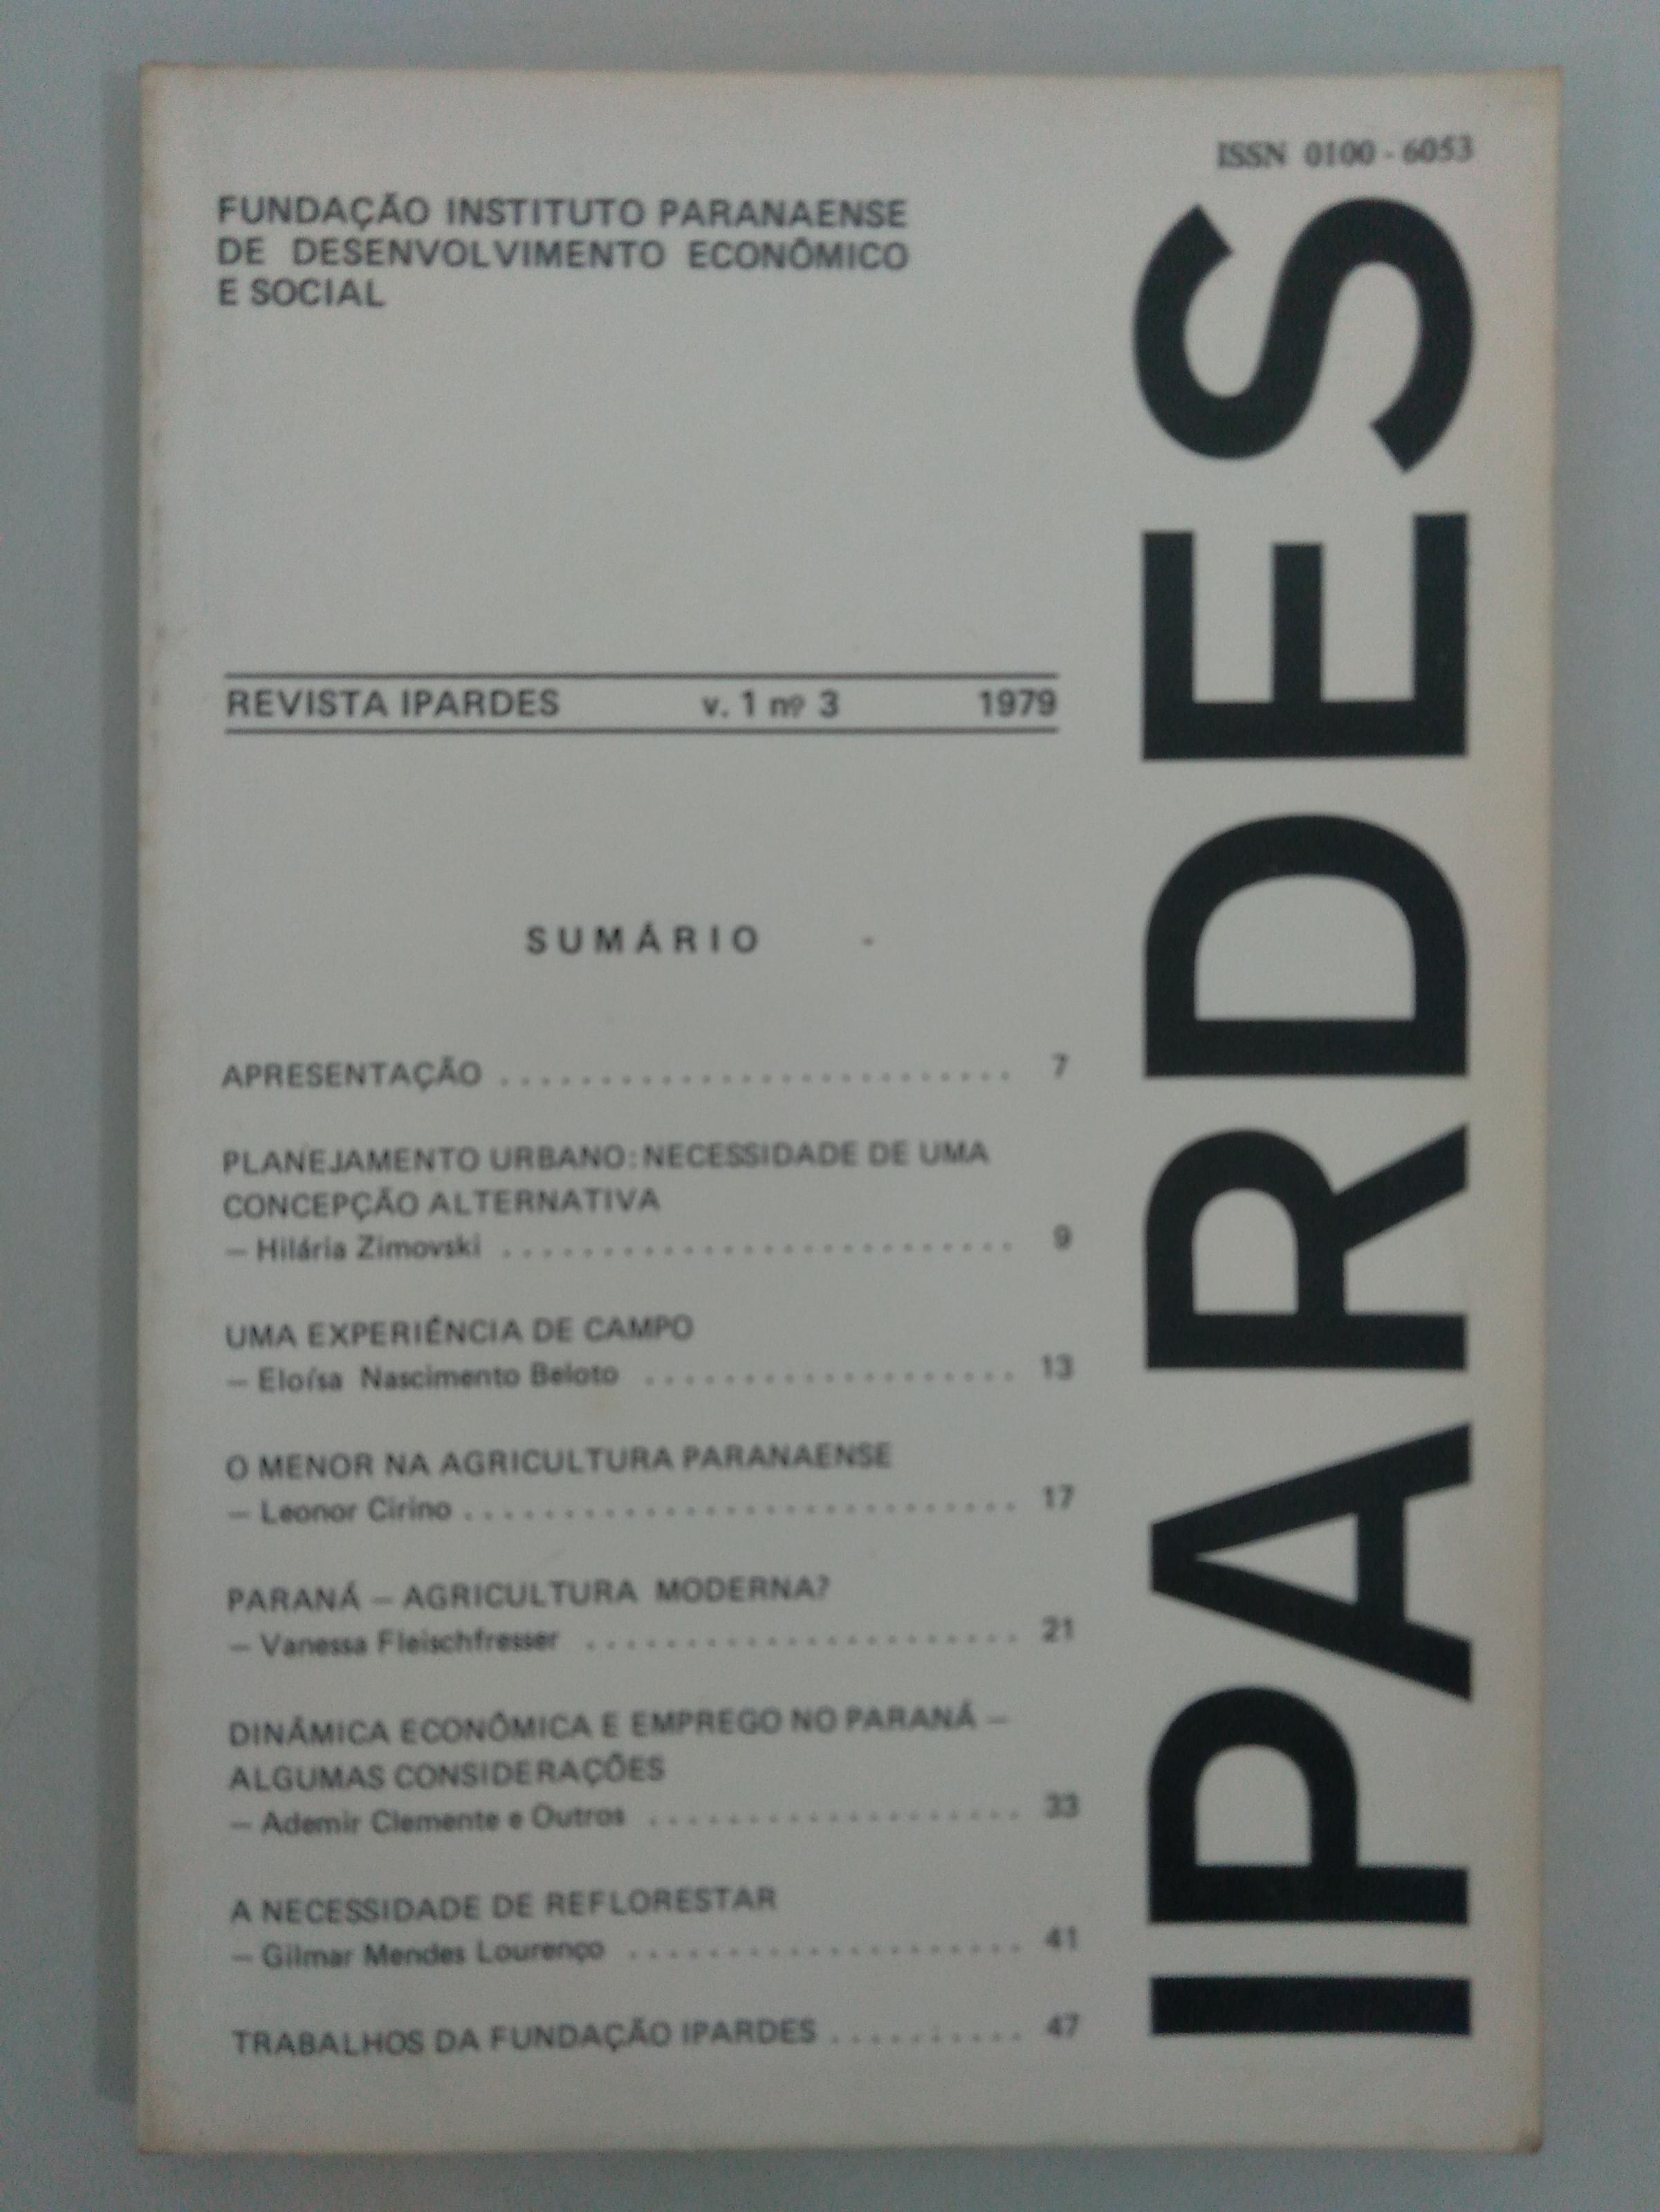 ISSN 0100 - 6053
FUNDAÇÃO INSTITUTO PARANAENSE
DE DESENVOLVIMENTO ECONÔMICO
E SOCIAL
REVISTA IPARDES v. 1 nº 3 1979
SUMÁRIO -
APRESENTAÇÃO .......................... 7
PLANEJAMENTO URBANO: NECESSIDADE DE UMA
CONCEPÇÃO ALTERNATIVA
— Hilária Zimovski .......................... 9
UMA EXPERIÊNCIA DE CAMPO
— Eloísa Nascimento Beloto ................... 13
O MENOR NA AGRICULTURA PARANAENSE
— Leonor Cirino ............................ 17
PARANÁ — AGRICULTURA MODERNA?
— Vanessa Fleischfresser ...................... 21
DINÂMICA ECONÔMICA E EMPREGO NO PARANÁ —
ALGUMAS CONSIDERAÇÕES
— Ademir Clemente e Outros ................... 33
A NECESSIDADE DE REFLORESTAR
— Gilmar Mendes Lourenço .................... 41
TRABALHOS DA FUNDAÇÃO IPARDES .......... 47
IPARDES